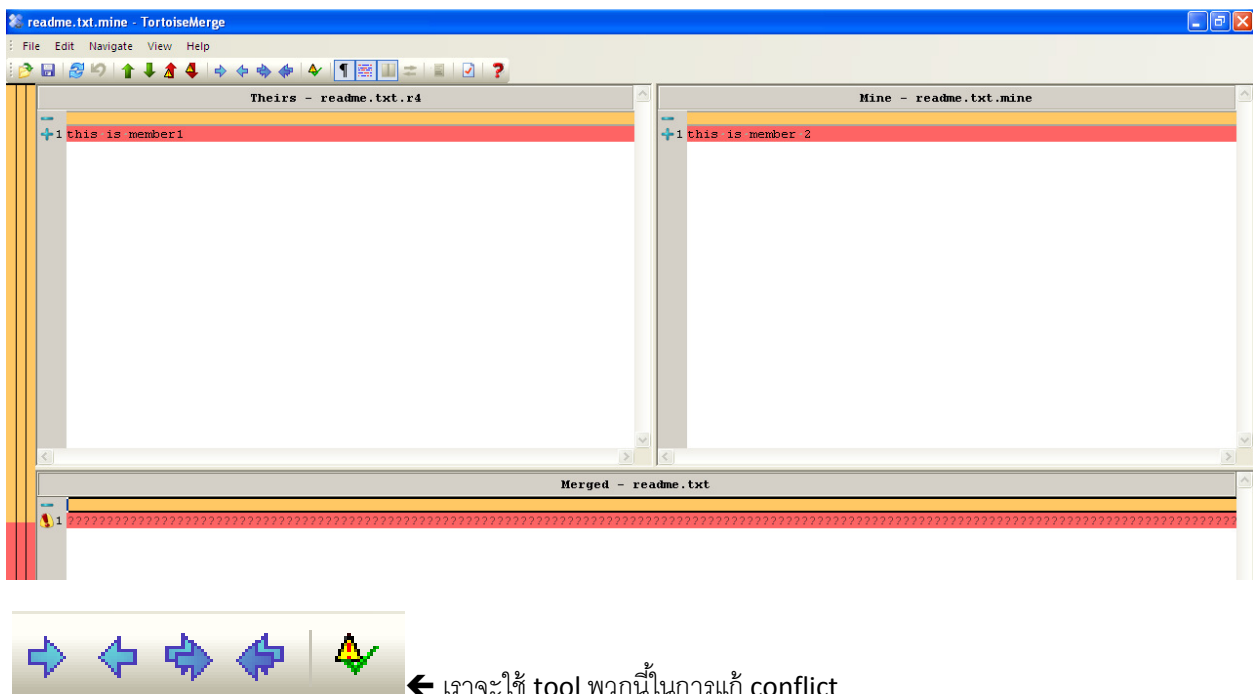 readme.txt.mine - TortoiseMerge
File Edit Navigate View Help
Theirs - readme.txt.r4
Mine - readme.txt.mine
1 this is member1
1 this is member 2
Merged - readme.txt
1 ?????????????????????????????????????????????????????????????????????????????????????????????????????????????????????????????????????????????????????
← เราจะใช้ tool พวกนี้ในการแก้ conflict